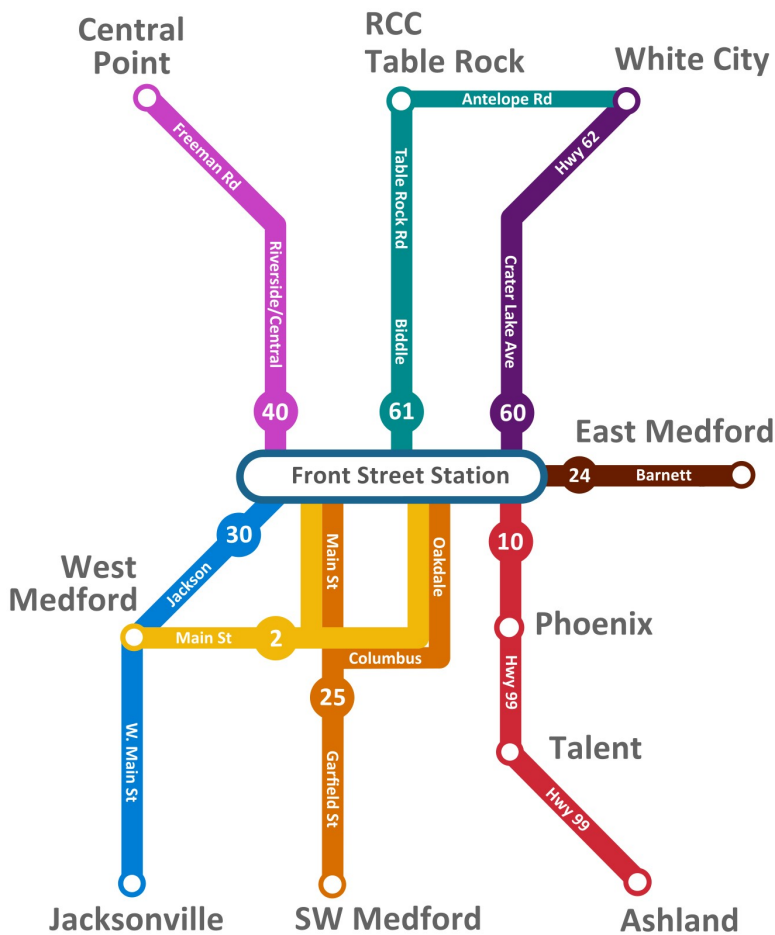 Central
Point
RCC
Table Rock
White City
Antelope Rd
Freeman Rd
Table Rock Rd
Hwy 62
Riverside/Central
Biddle
Crater Lake Ave
40
61
60
East Medford
Front Street Station
24
Barnett
30
Main St
Oakdale
10
West
Medford
Jackson
Main St
2
Columbus
Phoenix
25
Hwy 99
W. Main St
Garfield St
Talent
Hwy 99
Jacksonville
SW Medford
Ashland